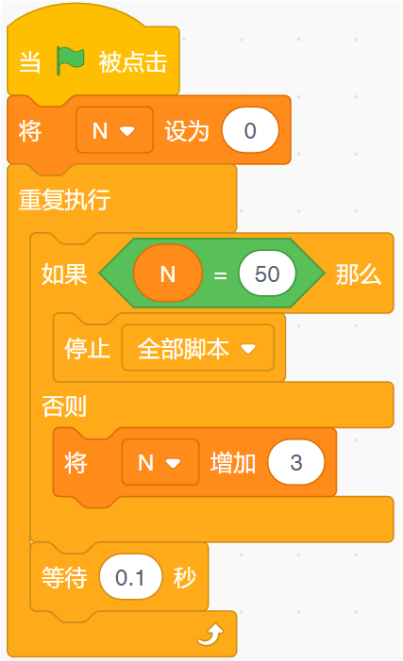 当 被点击
将 N 设为 0
重复执行
如果 N = 50 那么
停止 全部脚本
否则
将 N 增加 3
等待 0.1 秒